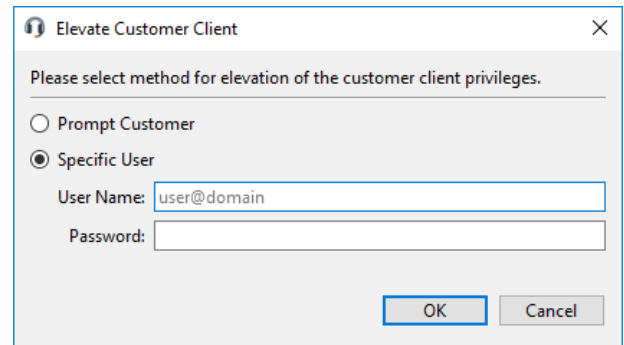 Elevate Customer Client
Please select method for elevation of the customer client privileges.
Prompt Customer
Specific User
User Name: user@domain
Password:
OK Cancel